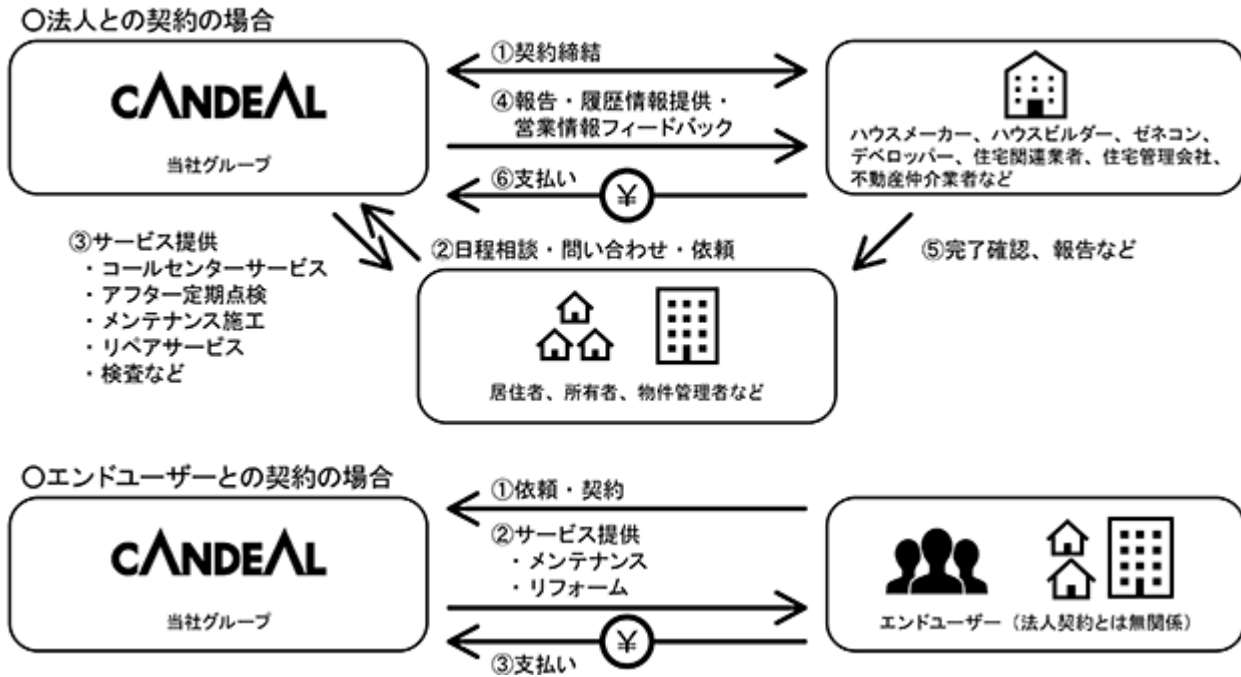 ○法人との契約の場合
CANDEAL
当社グループ
①契約締結
④報告・履歴情報提供・
営業情報フィードバック
⑥支払い
¥
ハウスメーカー、ハウスビルダー、ゼネコン、
デベロッパー、住宅関連業者、住宅管理会社、
不動産仲介業者など
③サービス提供
・コールセンターサービス
・アフター定期点検
・メンテナンス施工
・リペアサービス
・検査など
②日程相談・問い合わせ・依頼
⑤完了確認、報告など
居住者、所有者、物件管理者など
○エンドユーザーとの契約の場合
CANDEAL
当社グループ
①依頼・契約
②サービス提供
・メンテナンス
・リフォーム
¥
③支払い
エンドユーザー（法人契約とは無関係）